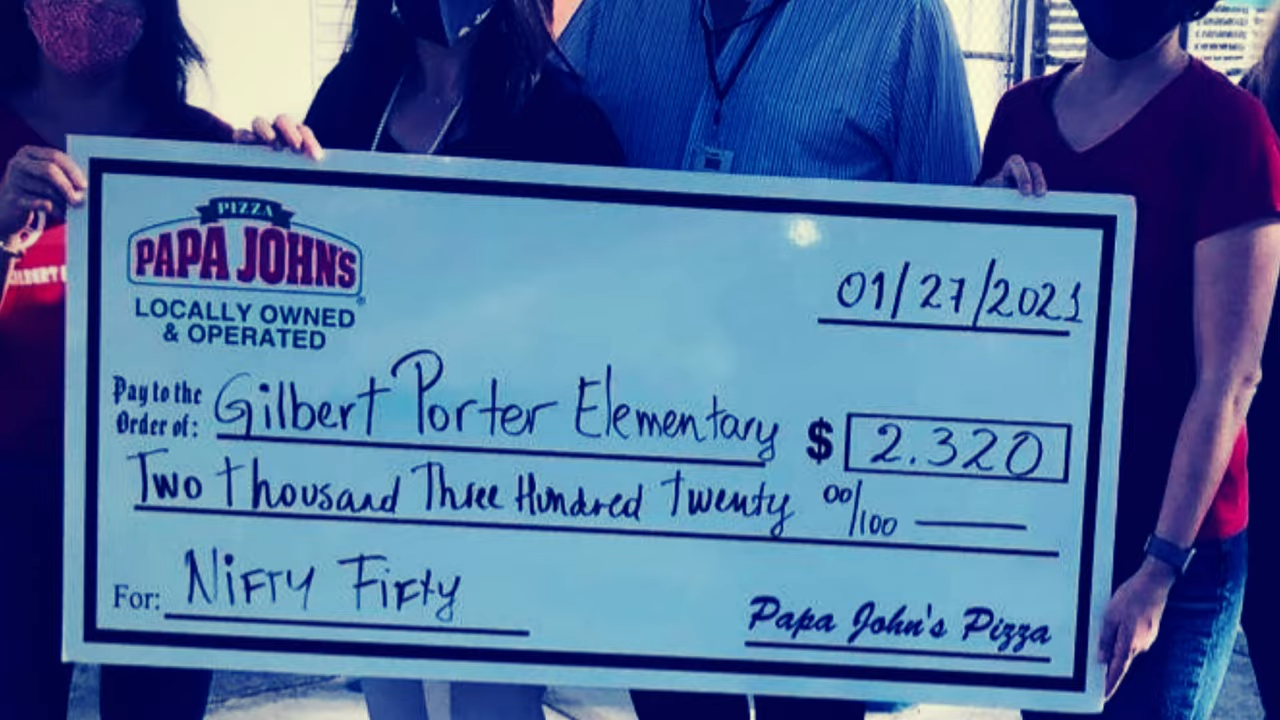 PIZZA
PAPA JOHN'S
LOCALLY OWNED
& OPERATED
01/27/2021
Pay to the
Order of: Gilbert Porter Elementary $ 2.320
Two thousand Three Hundred Twenty 00/100
For: NIFTY FIFty
Papa John's Pizza